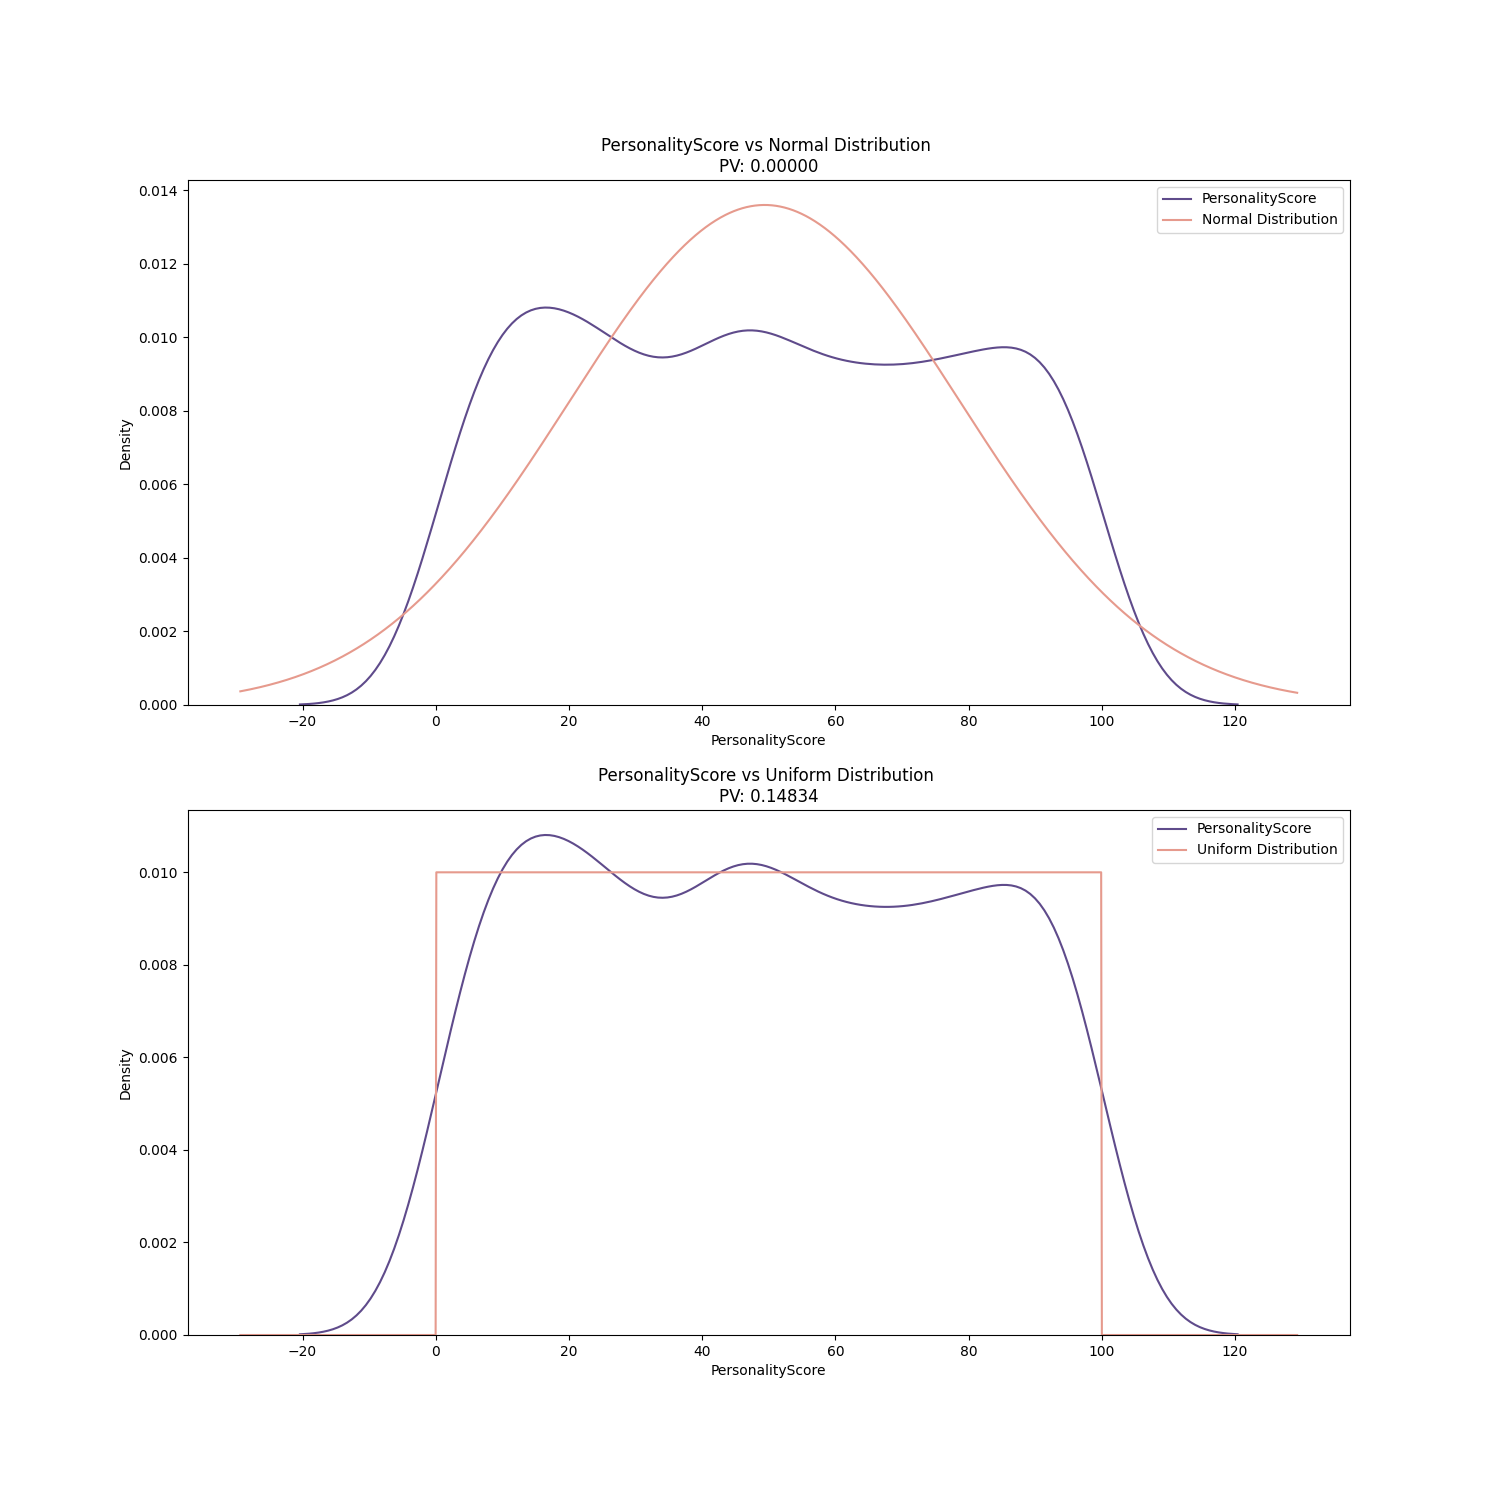 PersonalityScore vs Normal Distribution
PV: 0.00000
PersonalityScore
Normal Distribution
0.014
0.012
0.010
0.008
0.006
0.004
0.002
0.000
Density
−20 0 20 40 60 80 100 120
PersonalityScore
PersonalityScore vs Uniform Distribution
PV: 0.14834
PersonalityScore
Uniform Distribution
0.010
0.008
0.006
0.004
0.002
0.000
Density
−20 0 20 40 60 80 100 120
PersonalityScore